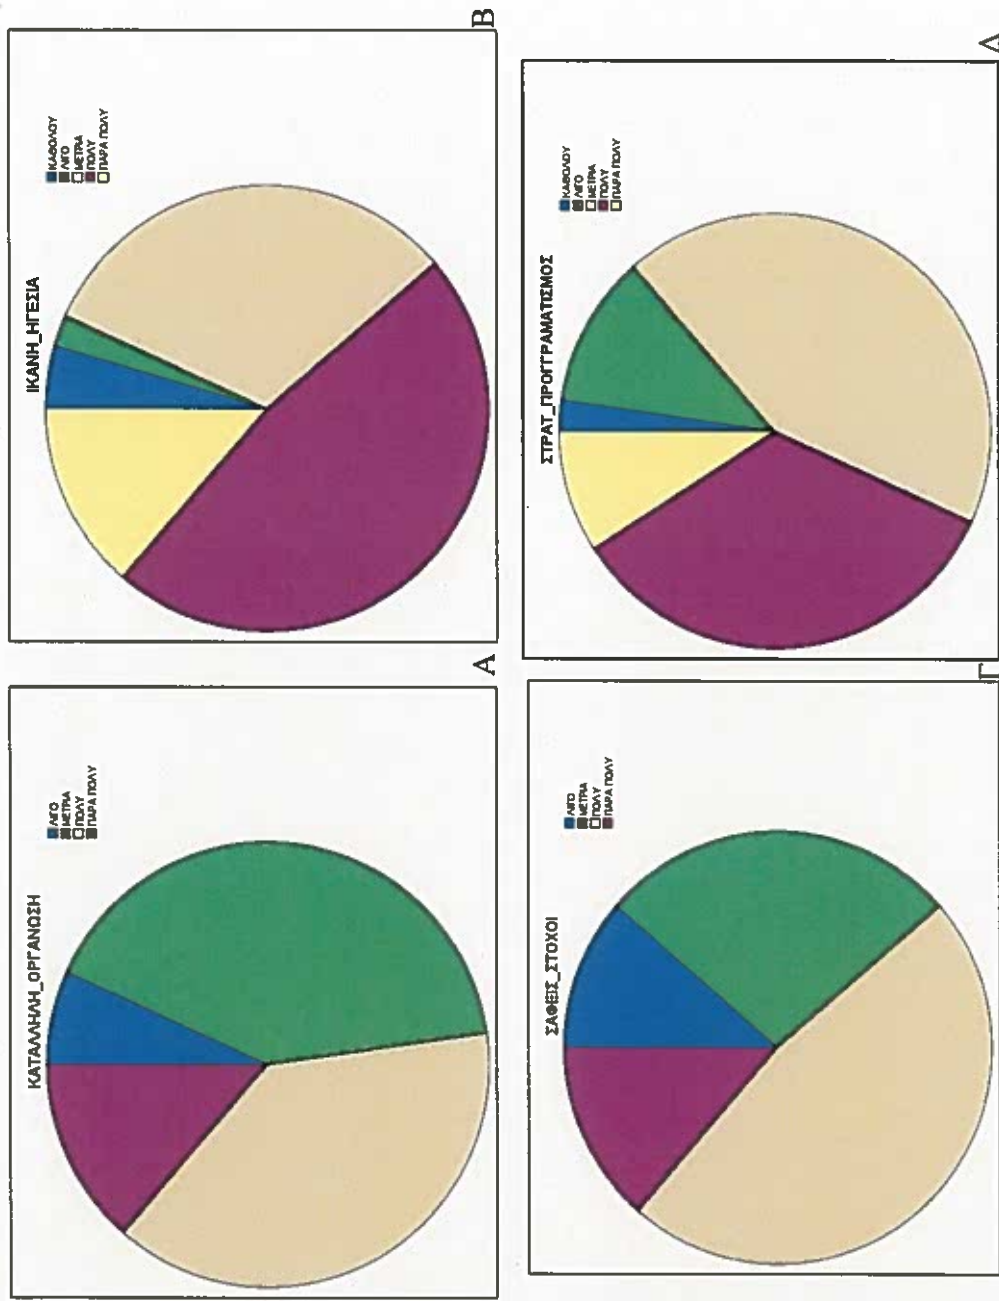 ΚΑΤΑΛΛΗΛΗ_ΟΡΓΑΝΩΣΗ
ΛΙΓΟ
ΜΕΤΡΙΑ
ΠΟΛΥ
ΠΑΡΑ ΠΟΛΥ
Α
ΙΚΑΝΗ_ΗΓΕΣΙΑ
ΚΑΘΟΛΟΥ
ΛΙΓΟ
ΜΕΤΡΙΑ
ΠΟΛΥ
ΠΑΡΑ ΠΟΛΥ
Β
ΣΑΦΕΙΣ_ΣΤΟΧΟΙ
ΛΙΓΟ
ΜΕΤΡΙΑ
ΠΟΛΥ
ΠΑΡΑ ΠΟΛΥ
Γ
ΣΤΡΑΤ_ΠΡΟΓΓΡΑΜΑΤΙΣΜΟΣ
ΚΑΘΟΛΟΥ
ΛΙΓΟ
ΜΕΤΡΙΑ
ΠΟΛΥ
ΠΑΡΑ ΠΟΛΥ
Δ